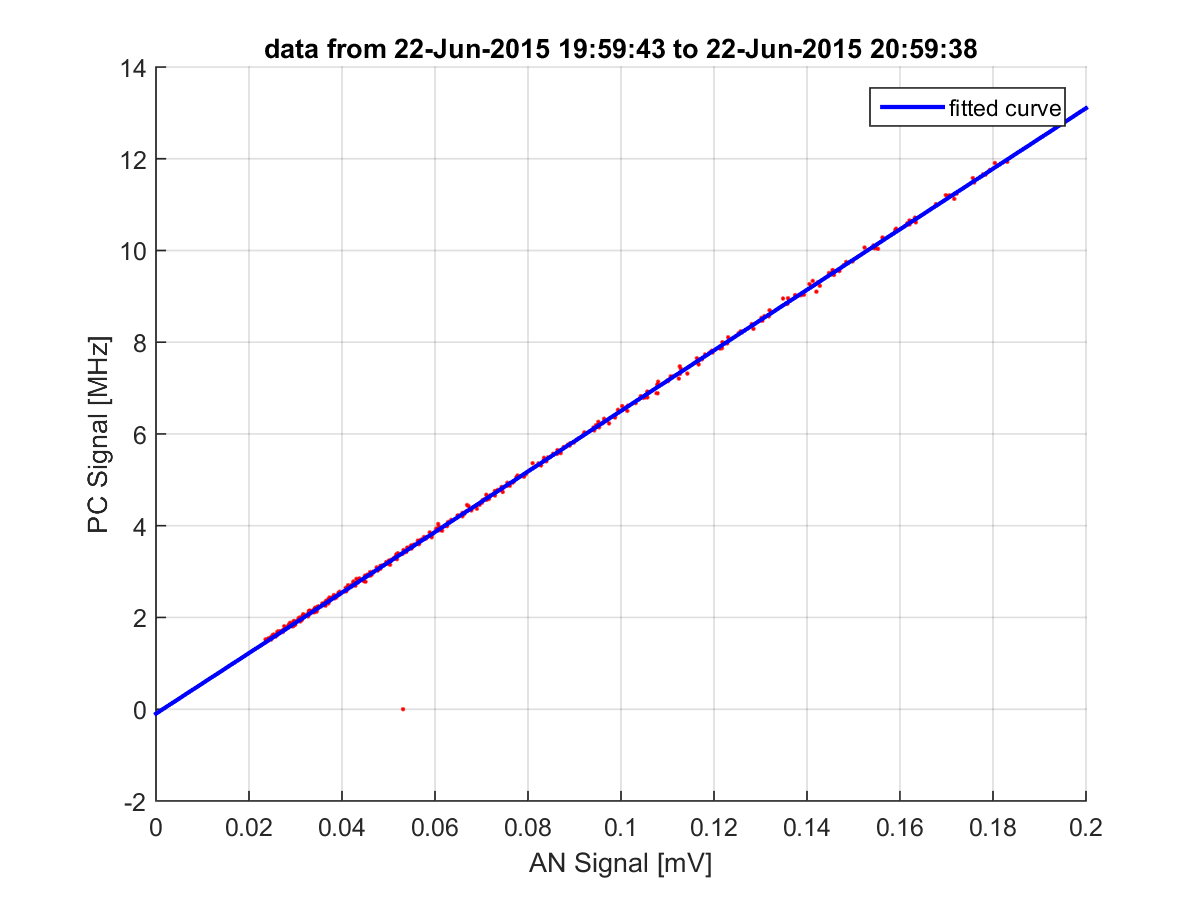 data from 22-Jun-2015 19:59:43 to 22-Jun-2015 20:59:38
fitted curve
14
12
10
8
6
4
2
0
-2
PC Signal [MHz]
0 0.02 0.04 0.06 0.08 0.1 0.12 0.14 0.16 0.18 0.2
AN Signal [mV]